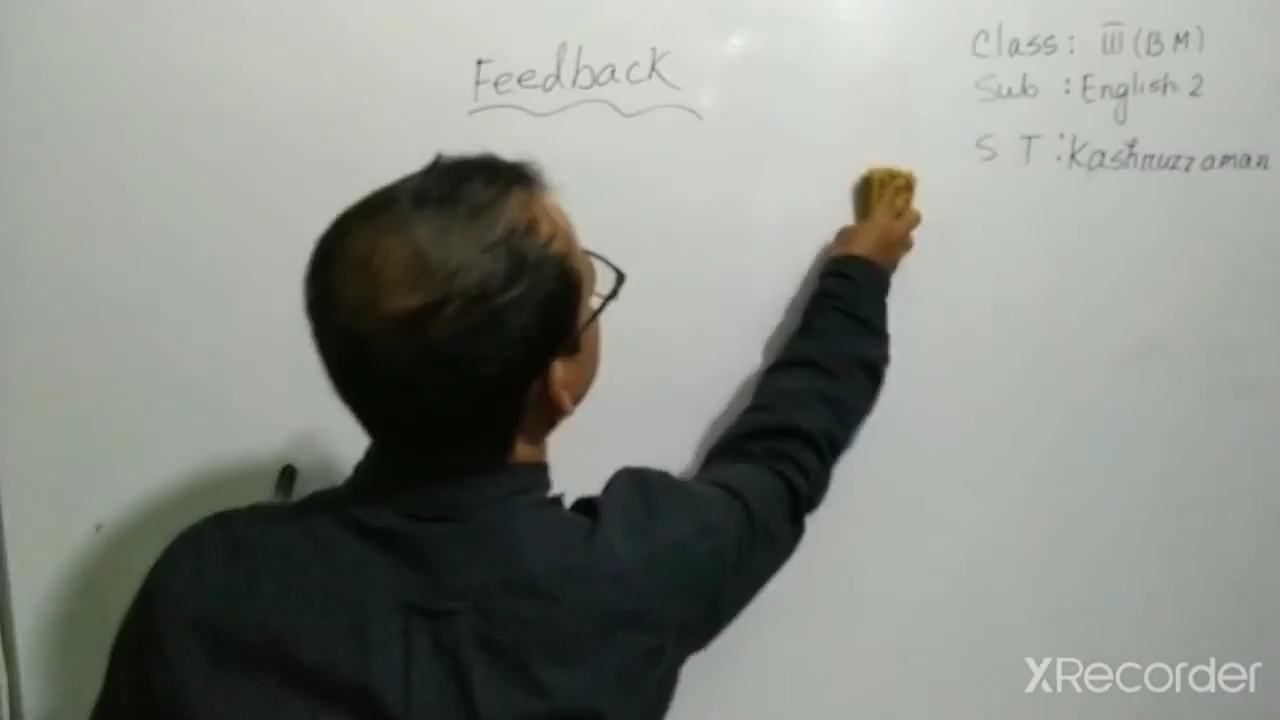 Feedback
Class: III (BM)
Sub : English 2
S T : Kashruzzaman
XRecorder